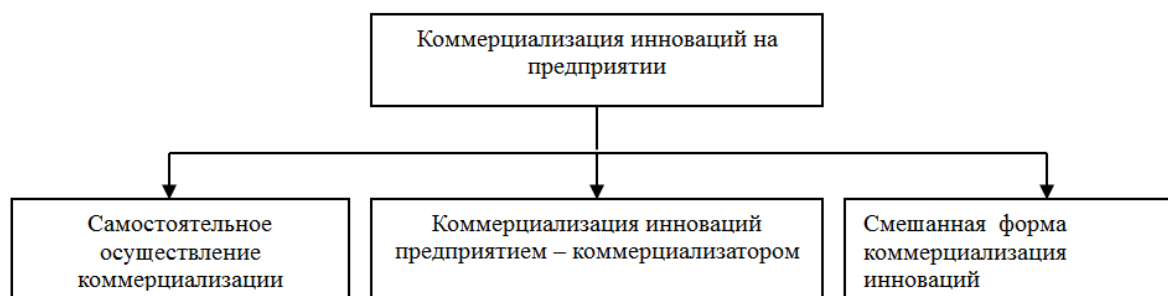 Коммерциализация инноваций на
предприятии
Самостоятельное
осуществление
коммерциализации
Коммерциализация инноваций
предприятием – коммерциализатором
Смешанная форма
коммерциализация
инноваций